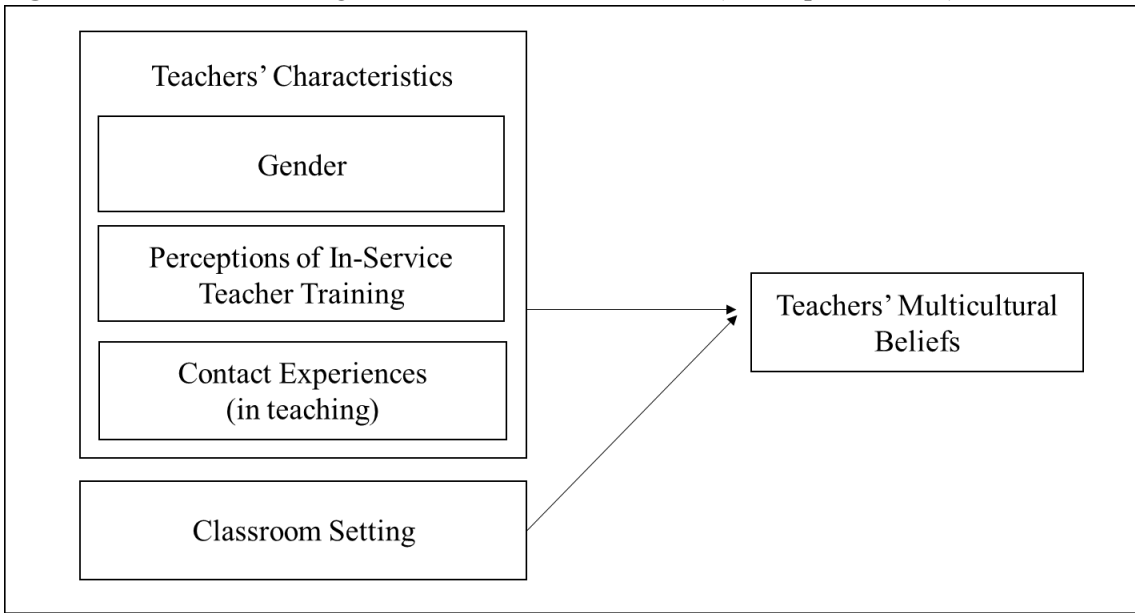 Teachers’ Characteristics
Gender
Perceptions of In-Service
Teacher Training
Contact Experiences
(in teaching)
Classroom Setting
Teachers’ Multicultural
Beliefs